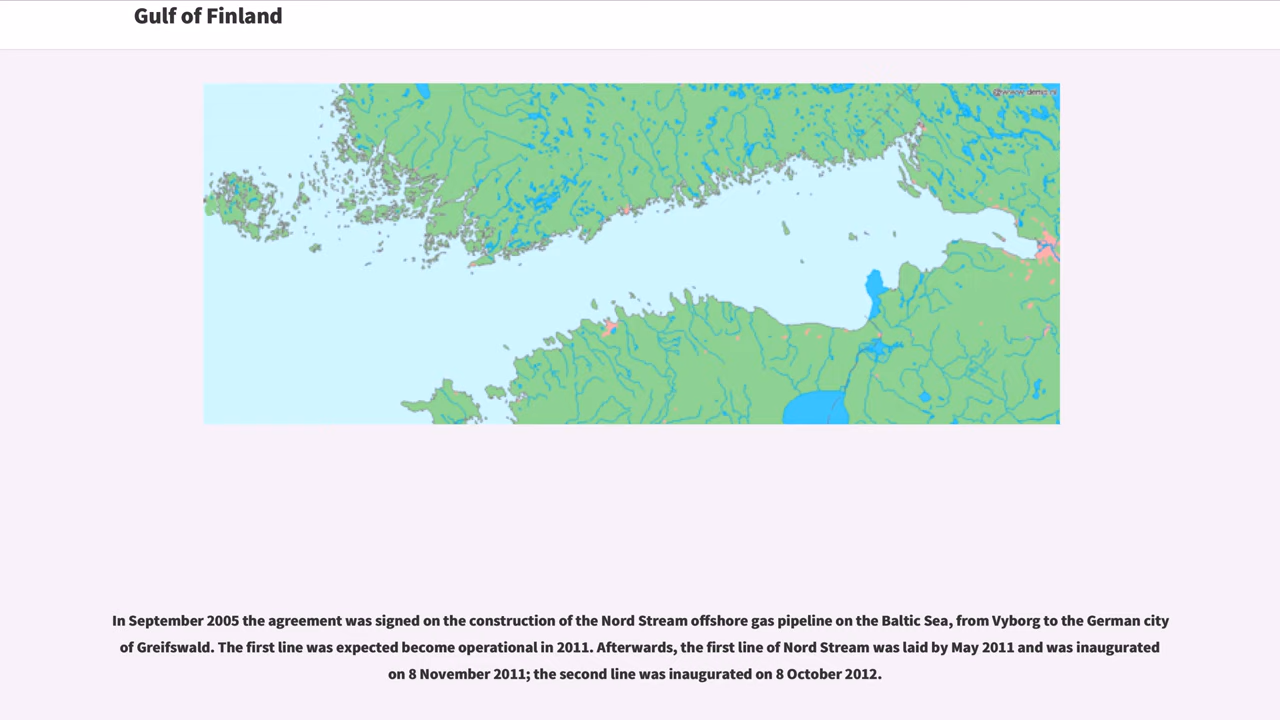 Gulf of Finland
In September 2005 the agreement was signed on the construction of the Nord Stream offshore gas pipeline on the Baltic Sea, from Vyborg to the German city
of Greifswald. The first line was expected become operational in 2011. Afterwards, the first line of Nord Stream was laid by May 2011 and was inaugurated
on 8 November 2011; the second line was inaugurated on 8 October 2012.